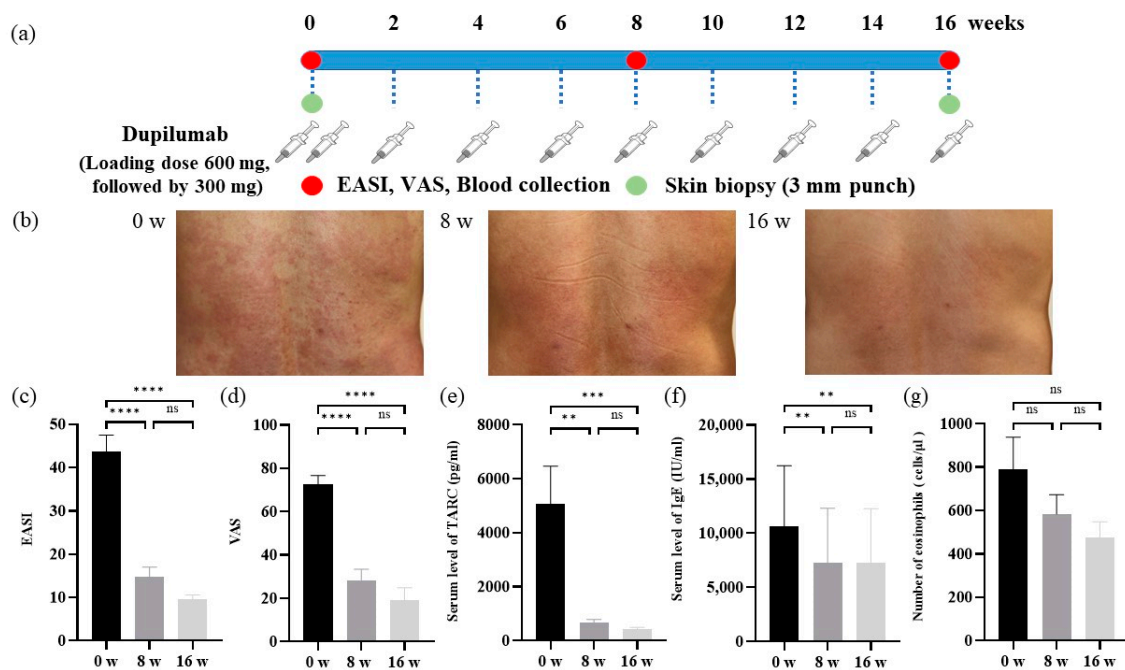 (a)
0 2 4 6 8 10 12 14 16 weeks
Dupilumab
(Loading dose 600 mg,
followed by 300 mg)
EASI, VAS, Blood collection
Skin biopsy (3 mm punch)
(b)
0 w
8 w
16 w
(c)
****
****
ns
EASI
50
40
30
20
10
0
0 w 8 w 16 w
(d)
****
****
ns
VAS
100
80
60
40
20
0
0 w 8 w 16 w
(e)
***
**
ns
Serum level of TARC (pg/ml)
8000
6000
4000
2000
0
0 w 8 w 16 w
(f)
**
**
ns
Serum level of IgE (IU/ml)
20,000
15,000
10,000
5,000
0
0 w 8 w 16 w
(g)
ns
ns
ns
Number of eosinophils ( cells/μl )
1000
800
600
400
200
0
0 w 8 w 16 w